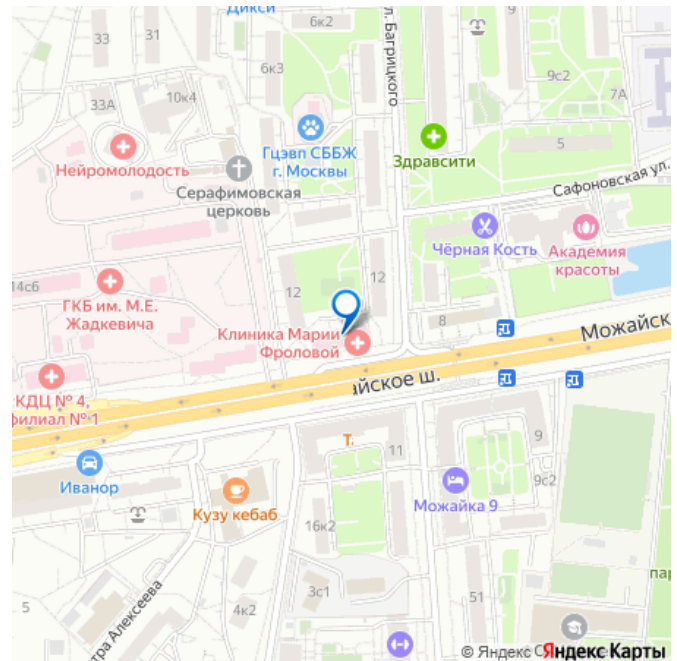 Дикси
6к2
9
33
31
6к3
9с2
7А
33А
10к4
ул. Багрицкого
5
Нейромолодость
Гцэвп СББЖ
г. Москвы
Здравсити
Серафимовская
церковь
Сафоновская ул.
Чёрная Кость
Академия
красоты
14с6
12
12
ГКБ им. М.Е.
Жадкевича
Клиника Марии
Фроловой
8
Можайск
айское ш.
КДЦ № 4,
филиал № 1
Т.
11
9
Иванор
Кузу кебаб
Можайка 9
9с2
16к2
3с1
5
4к2
51
пар
тра Алексеева
© Яндекс
Яндекс Карты